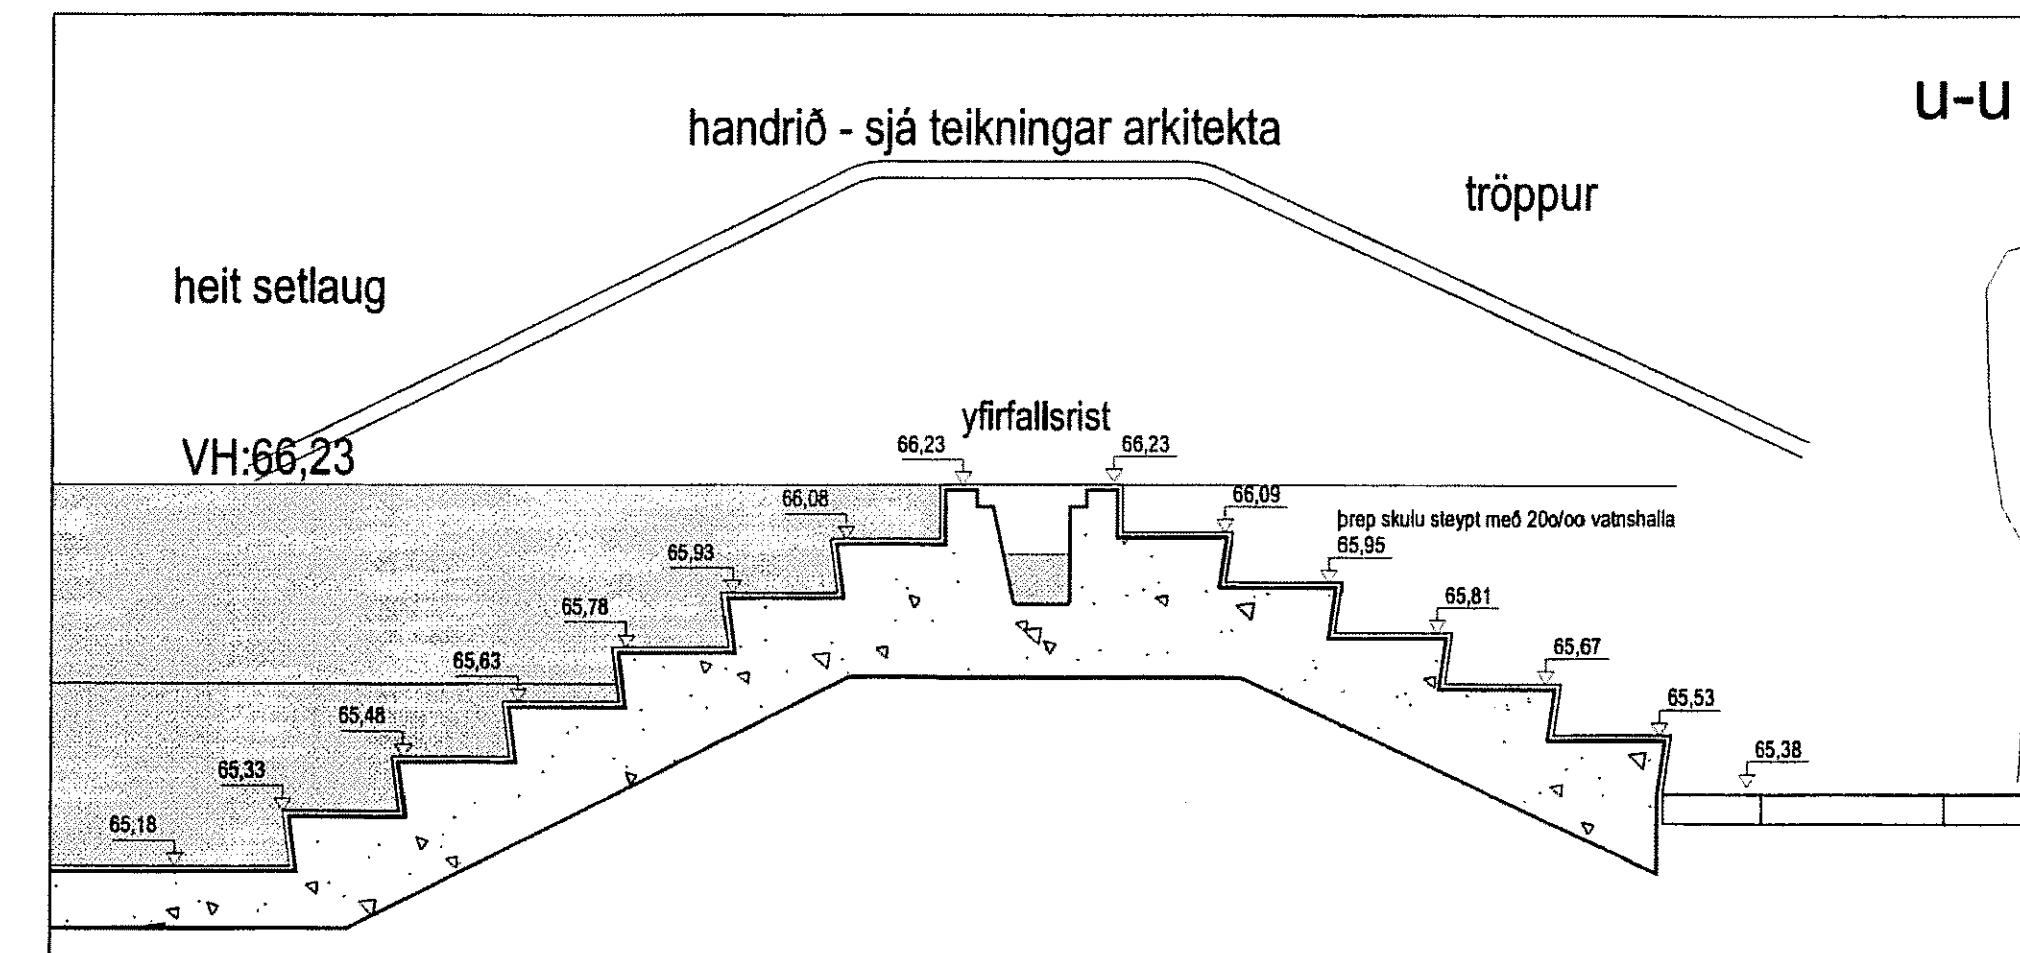 u-u
handrið - sjá teikningar arkitekta
tröppur
heit setlaug
yfirfallsrist
VH:66,23
66,23
66,23
66,08
66,09
þrep skulu steypt með 20o/oo vatnshalla
65,93
65,95
65,78
65,81
65,63
65,67
65,48
65,53
65,33
65,38
65,18